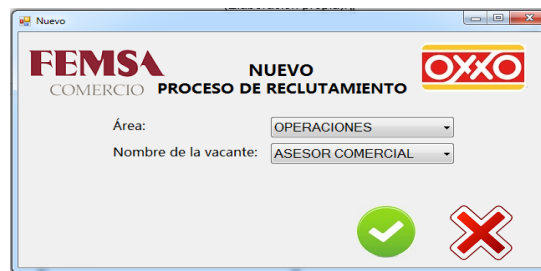 Nuevo
FEMSA
COMERCIO
OXXO
NUEVO
PROCESO DE RECLUTAMIENTO
Área:
OPERACIONES
Nombre de la vacante:
ASESOR COMERCIAL